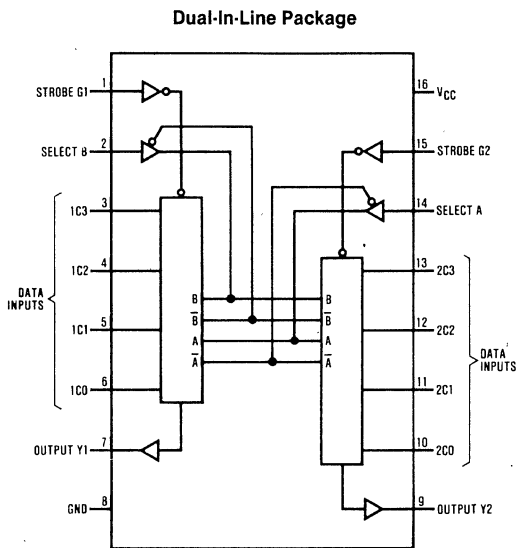 Dual-In-Line Package
STROBE G1 1
SELECT B 2
1C3 3
1C2 4
1C1 5
1C0 6
DATA
INPUTS
OUTPUT Y1 7
GND 8
16 VCC
15 STROBE G2
14 SELECT A
13 2C3
12 2C2
11 2C1
10 2C0
DATA
INPUTS
9 OUTPUT Y2
B B
B̅ B̅
A A
A̅ A̅